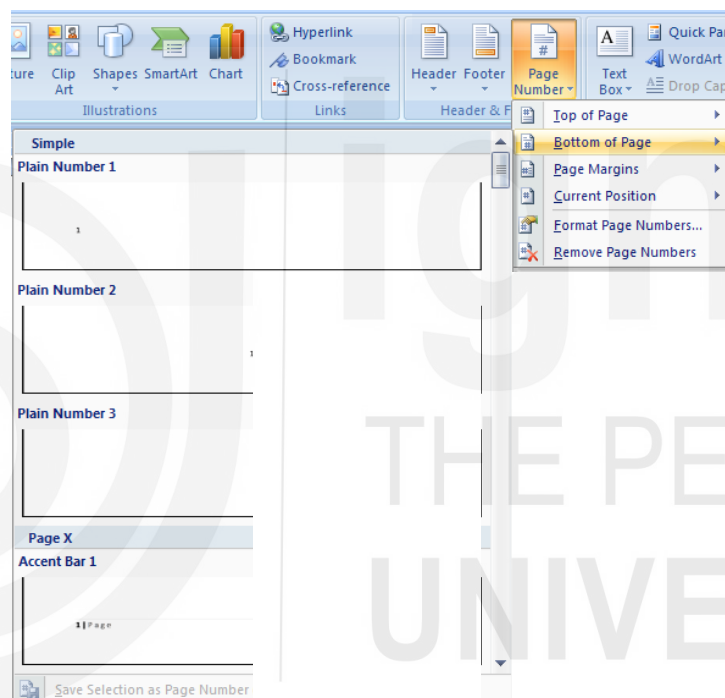 Hyperlink
Bookmark
Cross-reference
Clip Art
Shapes
SmartArt
Chart
Header
Footer
Page Number
A
Text Box
WordArt
Drop Cap
Illustrations
Links
Header & F
Top of Page
Bottom of Page
Page Margins
Current Position
Format Page Numbers...
Remove Page Numbers
Simple
Plain Number 1
1
Plain Number 2
1
Plain Number 3
Page X
Accent Bar 1
1|Page
Save Selection as Page Number
ign
THE PE
UNIVE